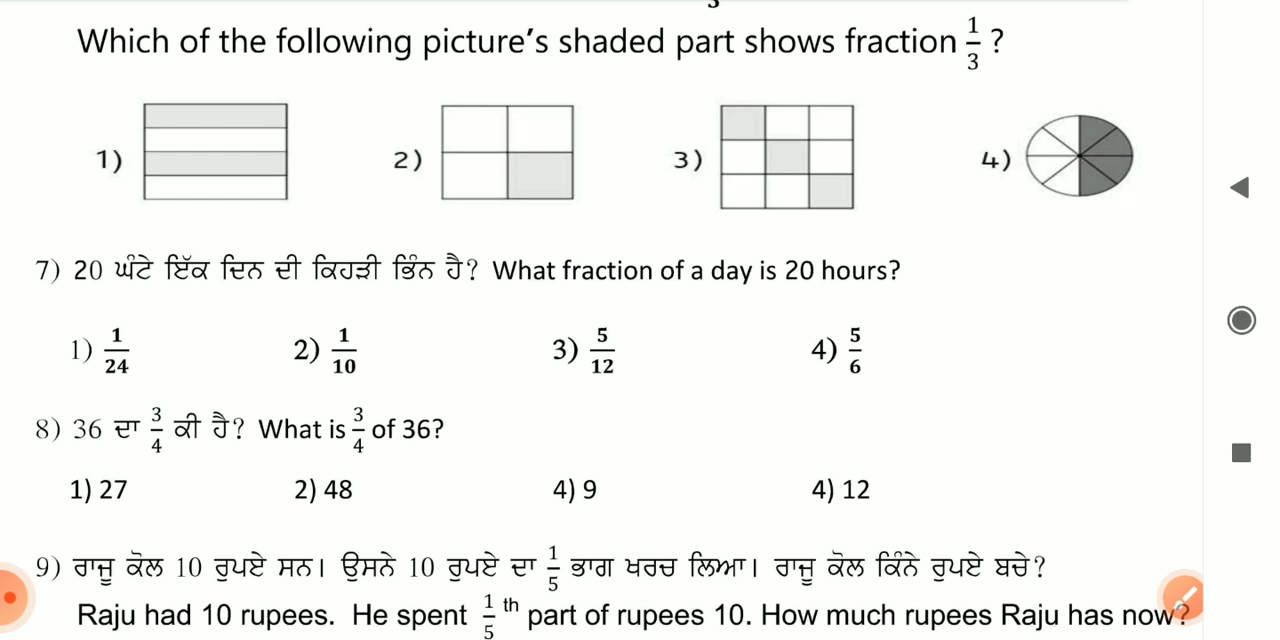 Which of the following picture's shaded part shows fraction 1/3 ?
1) 2) 3) 4)
7) 20 ਘੰਟੇ ਇੱਕ ਦਿਨ ਦੀ ਕਿਹੜੀ ਭਿੰਨ ਹੈ? What fraction of a day is 20 hours?
1) 1/24 2) 1/10 3) 5/12 4) 5/6
8) 36 ਦਾ 3/4 ਕੀ ਹੈ? What is 3/4 of 36?
1) 27 2) 48 4) 9 4) 12
9) ਰਾਜੂ ਕੋਲ 10 ਰੁਪਏ ਸਨ। ਉਸਨੇ 10 ਰੁਪਏ ਦਾ 1/5 ਭਾਗ ਖਰਚ ਲਿਆ। ਰਾਜੂ ਕੋਲ ਕਿੰਨੇ ਰੁਪਏ ਬਚੇ?
Raju had 10 rupees. He spent 1/5 th part of rupees 10. How much rupees Raju has now?